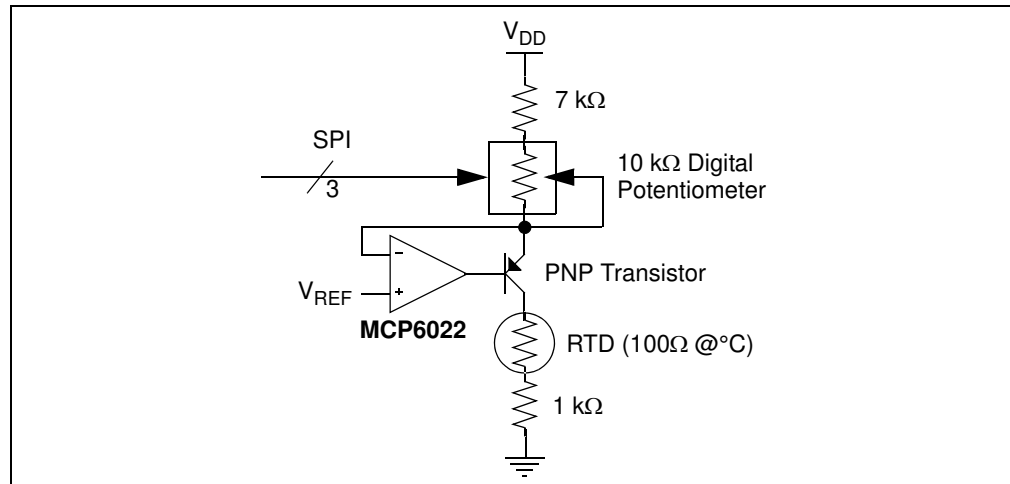 V_DD
7 kΩ
SPI
3
10 kΩ Digital
Potentiometer
−
PNP Transistor
V_REF
+
MCP6022
RTD (100Ω @°C)
1 kΩ